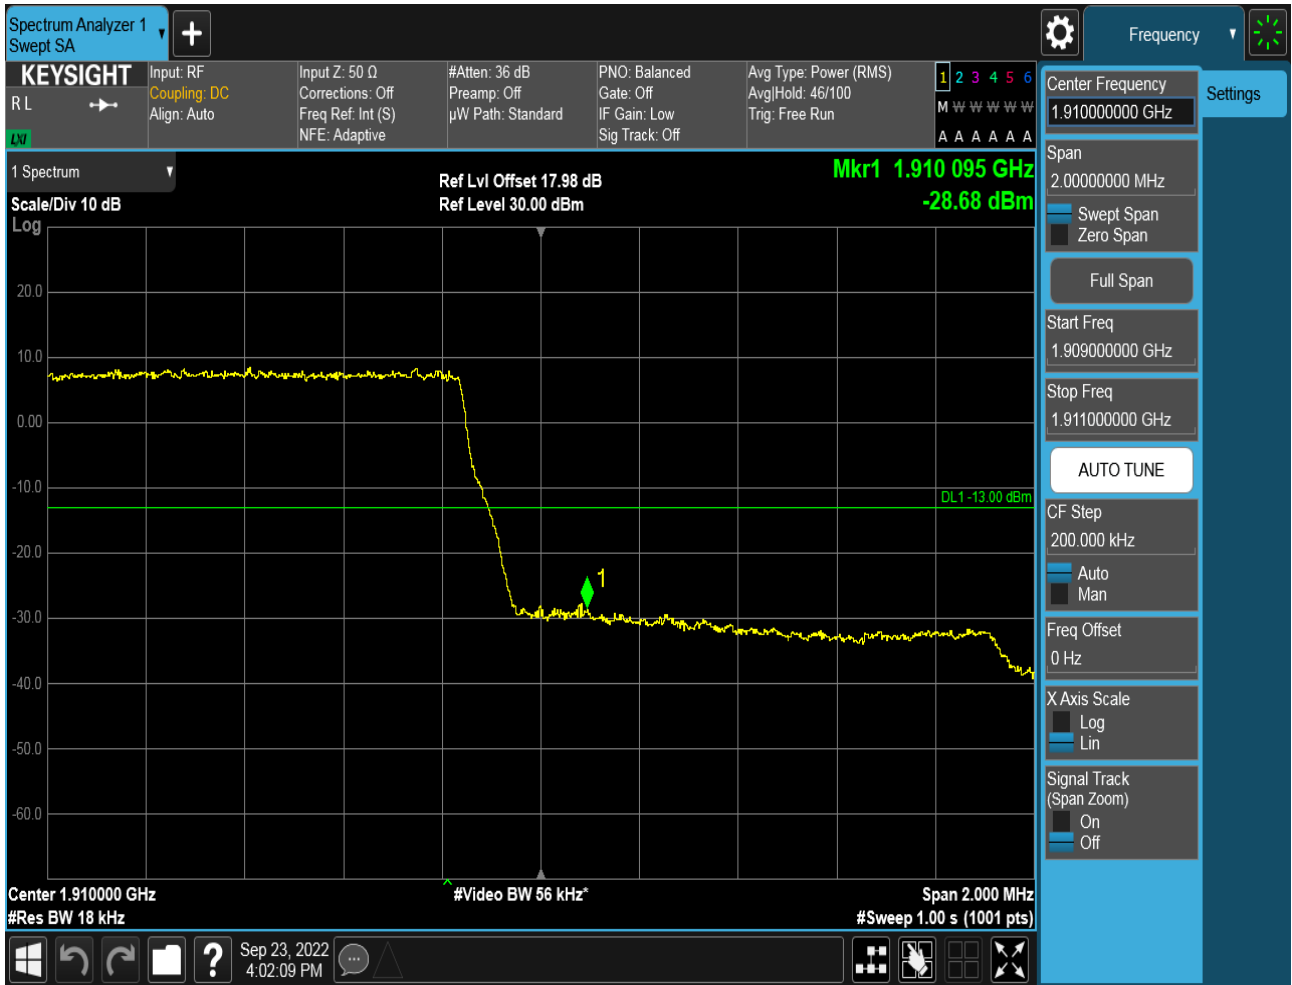 Spectrum Analyzer 1
Swept SA
Frequency
KEYSIGHT
R L
LXI
Input: RF
Coupling: DC
Align: Auto
Input Z: 50 Ω
Corrections: Off
Freq Ref: Int (S)
NFE: Adaptive
#Atten: 36 dB
Preamp: Off
µW Path: Standard
PNO: Balanced
Gate: Off
IF Gain: Low
Sig Track: Off
Avg Type: Power (RMS)
Avg|Hold: 46/100
Trig: Free Run
1 2 3 4 5 6
M W W W W W
A A A A A A
1 Spectrum
Scale/Div 10 dB
Log
Ref Lvl Offset 17.98 dB
Ref Level 30.00 dBm
Mkr1 1.910 095 GHz
-28.68 dBm
20.0
10.0
0.00
-10.0
-20.0
-30.0
-40.0
-50.0
-60.0
DL1 -13.00 dBm
1
Center 1.910000 GHz
#Res BW 18 kHz
#Video BW 56 kHz*
Span 2.000 MHz
#Sweep 1.00 s (1001 pts)
Center Frequency
1.910000000 GHz
Settings
Span
2.00000000 MHz
Swept Span
Zero Span
Full Span
Start Freq
1.909000000 GHz
Stop Freq
1.911000000 GHz
AUTO TUNE
CF Step
200.000 kHz
Auto
Man
Freq Offset
0 Hz
X Axis Scale
Log
Lin
Signal Track
(Span Zoom)
On
Off
?
Sep 23, 2022
4:02:09 PM